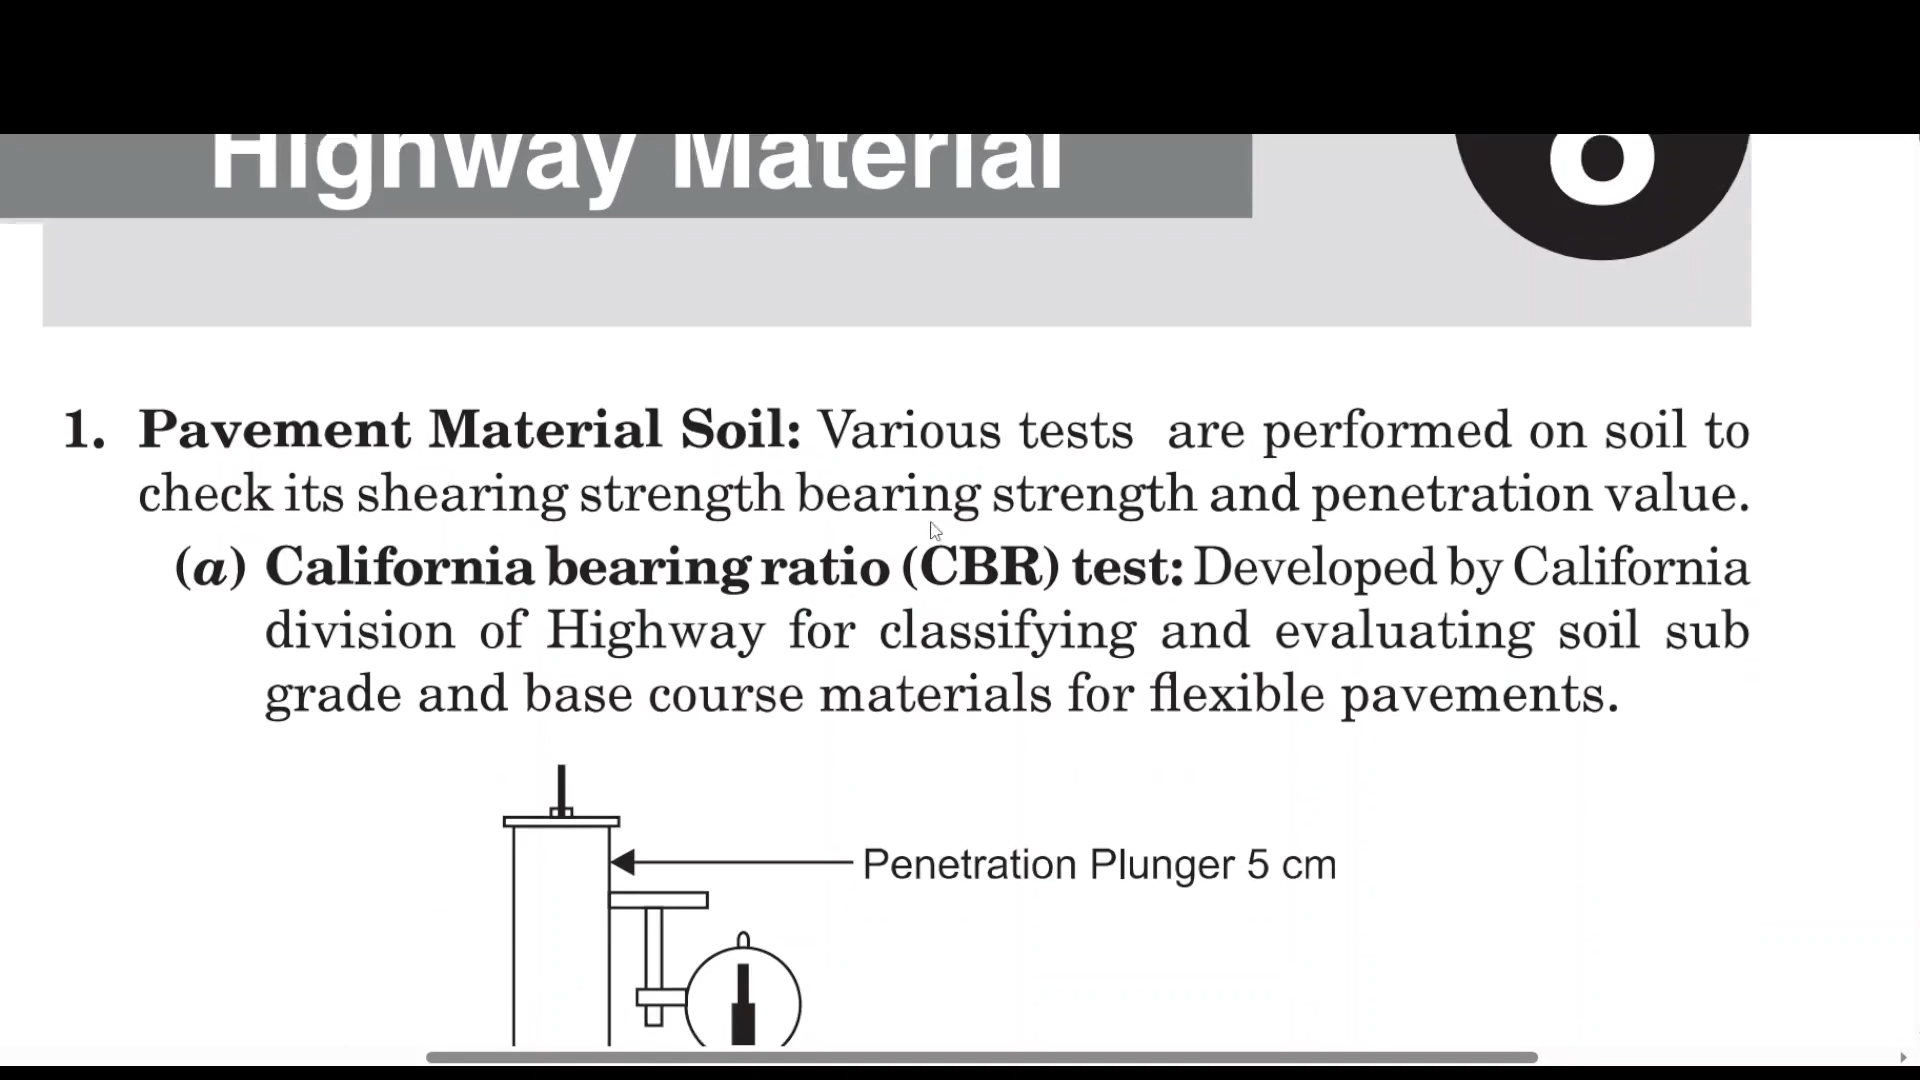 Highway Material
1. Pavement Material Soil: Various tests are performed on soil to
check its shearing strength bearing strength and penetration value.
(a) California bearing ratio (CBR) test: Developed by California
division of Highway for classifying and evaluating soil sub
grade and base course materials for flexible pavements.
Penetration Plunger 5 cm